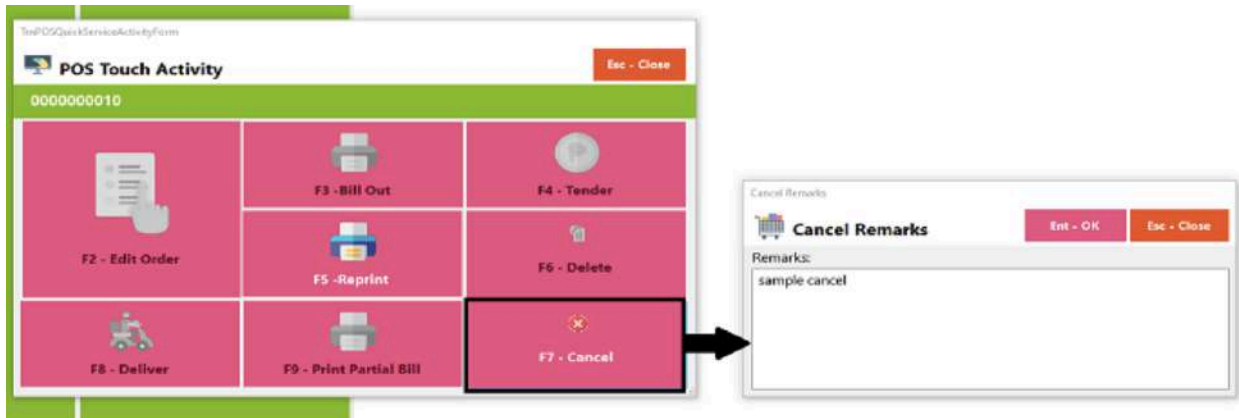 TrnPOSQuickServiceActivityForm
POS Touch Activity
Esc - Close
0000000010
F2 - Edit Order
F3 -Bill Out
F4 - Tender
F5 -Reprint
F6 - Delete
F8 - Deliver
F9 - Print Partial Bill
F7 - Cancel
Cancel Remarks
Cancel Remarks
Ent - OK
Esc - Close
Remarks:
sample cancel